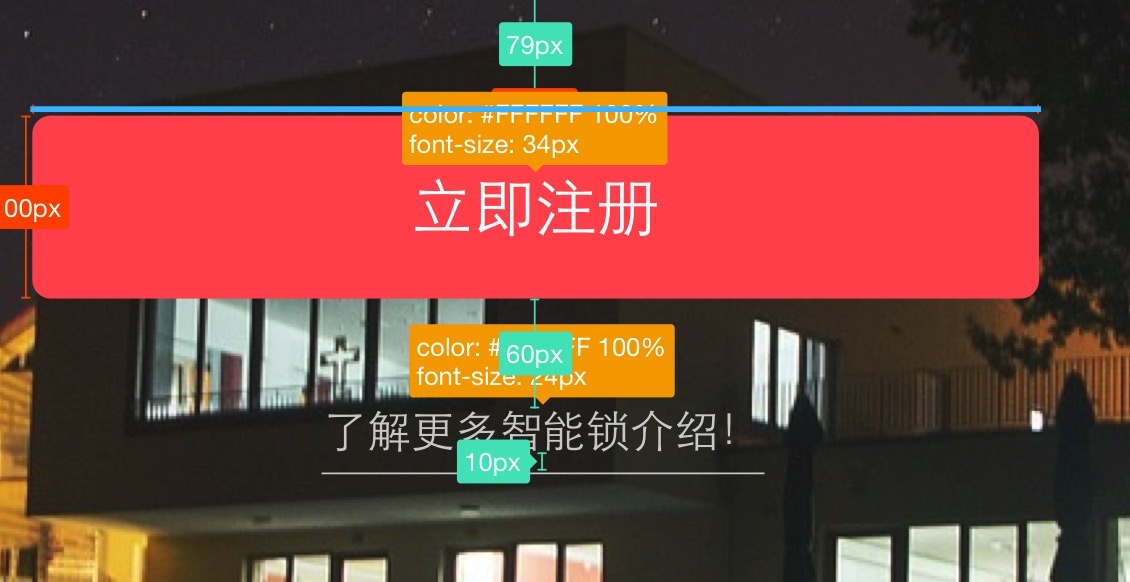 79px
color: #FFFFFF 100%
font-size: 34px
立即注册
00px
color: # FF 100%
60px
font-size: 24px
了解更多智能锁介绍!
10px